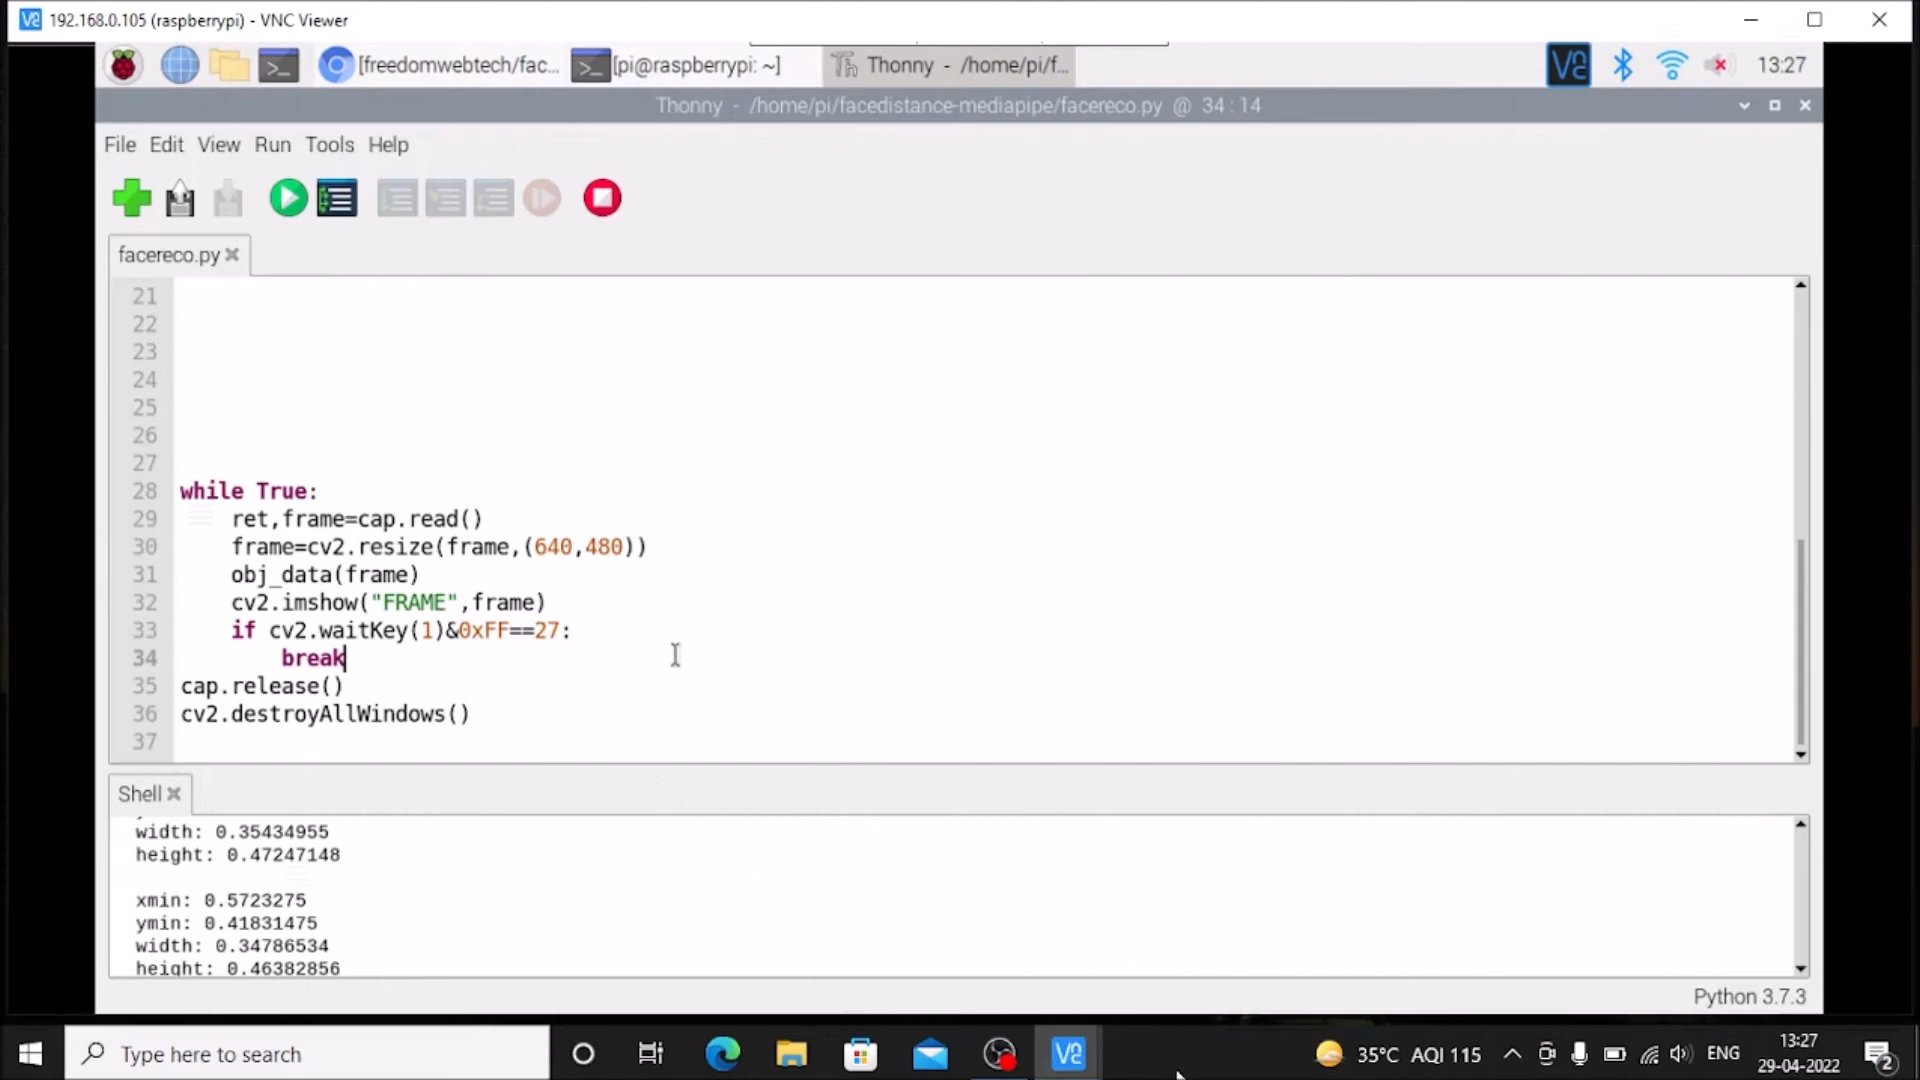 192.168.0.105 (raspberrypi) - VNC Viewer
[freedomwebtech/fac...
[pi@raspberrypi: ~]
Thonny - /home/pi/f...
13:27
Thonny - /home/pi/facedistance-mediapipe/facereco.py @ 34:14
File Edit View Run Tools Help
facereco.py
21
22
23
24
25
26
27
28 while True:
29 ret,frame=cap.read()
30 frame=cv2.resize(frame,(640,480))
31 obj_data(frame)
32 cv2.imshow("FRAME",frame)
33 if cv2.waitKey(1)&0xFF==27:
34 break
35 cap.release()
36 cv2.destroyAllWindows()
37
Shell
width: 0.35434955
height: 0.47247148
xmin: 0.5723275
ymin: 0.41831475
width: 0.34786534
height: 0.46382856
Python 3.7.3
Type here to search
35°C AQI 115
ENG
13:27
29-04-2022
2